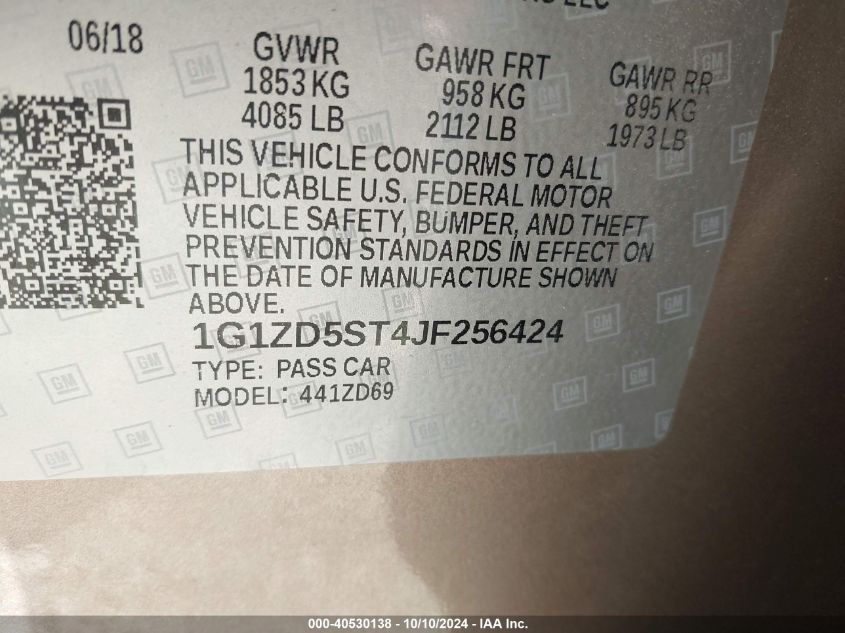 LLC
06/18
GVWR
1853 KG
4085 LB
GAWR FRT
958 KG
2112 LB
GAWR RR
895 KG
1973 LB
THIS VEHICLE CONFORMS TO ALL
APPLICABLE U.S. FEDERAL MOTOR
VEHICLE SAFETY, BUMPER, AND THEFT
PREVENTION STANDARDS IN EFFECT ON
THE DATE OF MANUFACTURE SHOWN
ABOVE.
1G1ZD5ST4JF256424
TYPE: PASS CAR
MODEL: 441ZD69
GM
000-40530138 - 10/10/2024 - IAA Inc.